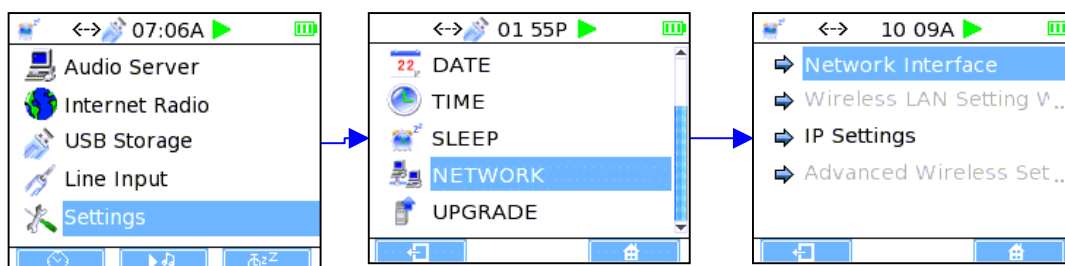 07:06A
Audio Server
Internet Radio
USB Storage
Line Input
Settings
zZ
01 55P
22
DATE
TIME
SLEEP
NETWORK
UPGRADE
10 09A
Network Interface
Wireless LAN Setting W..
IP Settings
Advanced Wireless Set..